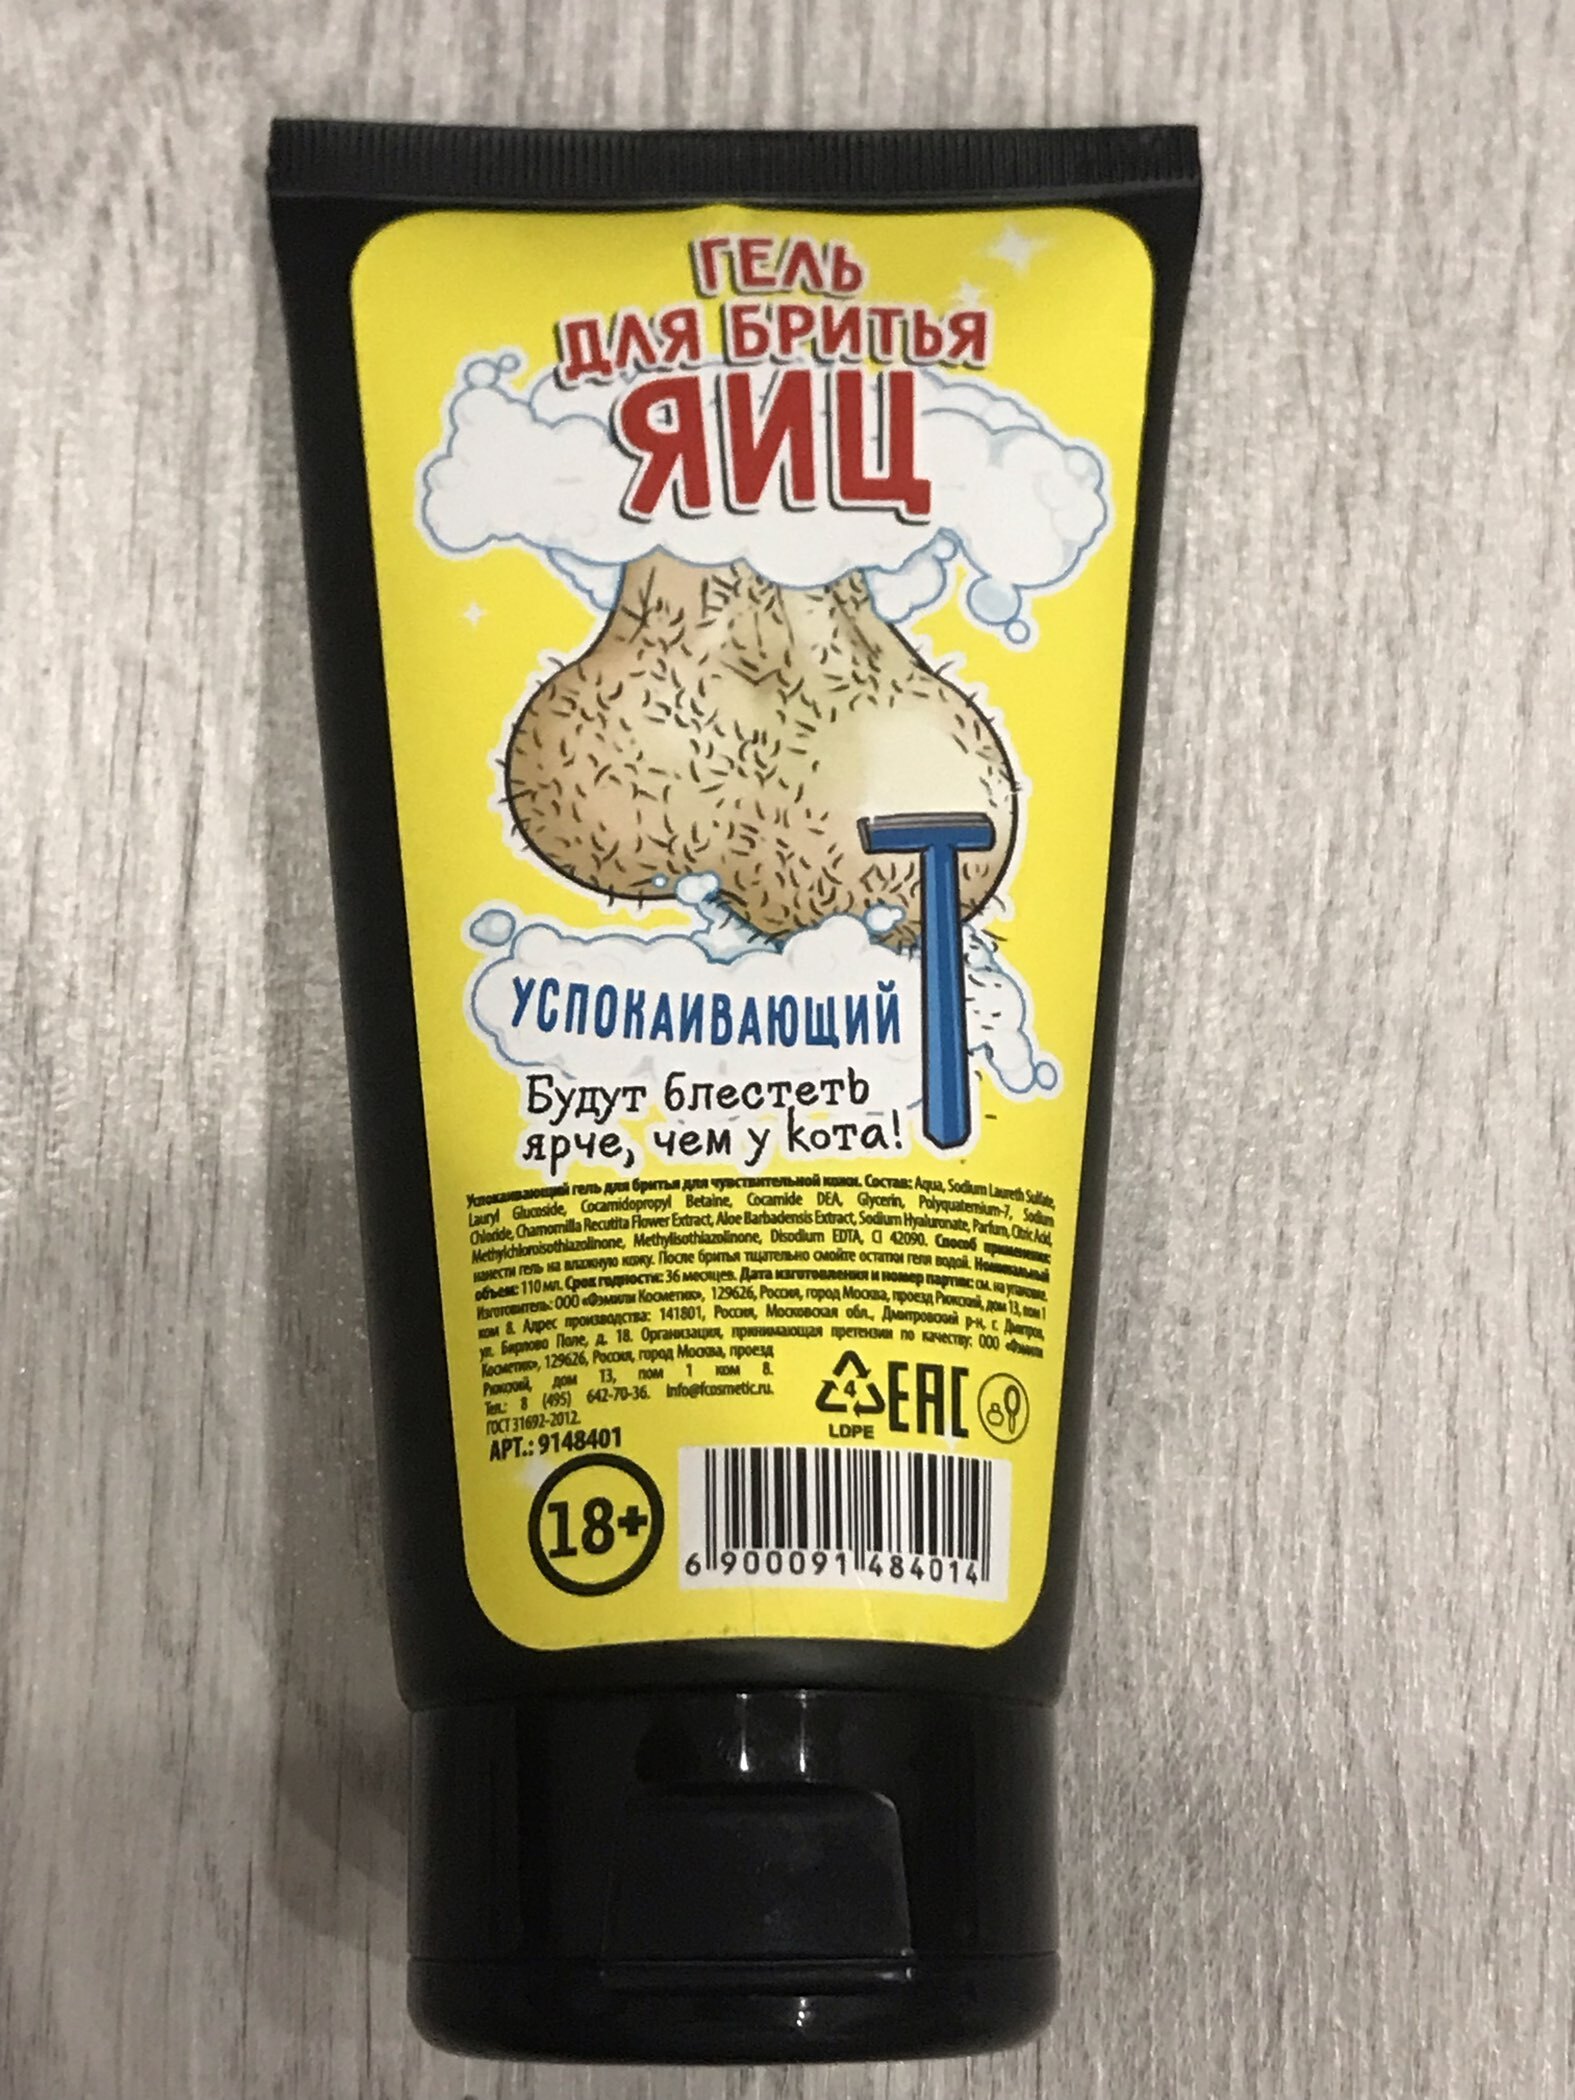 ГЕЛЬ
ДЛЯ БРИТЬЯ
ЯИЦ
УСПОКАИВАЮЩИЙ
Будут блестеть
ярче, чем у кота!
Успокаивающий гель для бритья для чувствительной кожи. Состав: Aqua, Sodium Laureth Sulfate,
Lauryl Glucoside, Cocamidopropyl Betaine, Cocamide DEA, Glycerin, Polyquaternium-7, Sodium
Chloride, Chamomilla Recutita Flower Extract, Aloe Barbadensis Extract, Sodium Hyaluronate, Parfum, Citric Acid,
Methylchloroisothiazolinone, Methylisothiazolinone, Disodium EDTA, CI 42090. Способ применения:
нанести гель на влажную кожу. После бритья тщательно смойте остатки геля водой. Номинальный
объем: 110 мл. Срок годности: 36 месяцев. Дата изготовления и номер партии: см. на упаковке.
Изготовитель: ООО «Фэмили Косметик», 129626, Россия, город Москва, проезд Рижский, дом 13, пом 1
ком 8. Адрес производства: 141801, Россия, Московская обл., Дмитровский р-н, г. Дмитров,
ул. Бирлово Поле, д. 18. Организация, принимающая претензии по качеству: ООО «Фэмили
Косметик», 129626, Россия, город Москва, проезд
Рижский, дом 13, пом 1 ком 8.
Тел.: 8 (495) 642-70-36. info@fcosmetic.ru.
ГОСТ 31692-2012.
АРТ.: 9148401
4
LDPE
EAC
18+
6 900091 484014